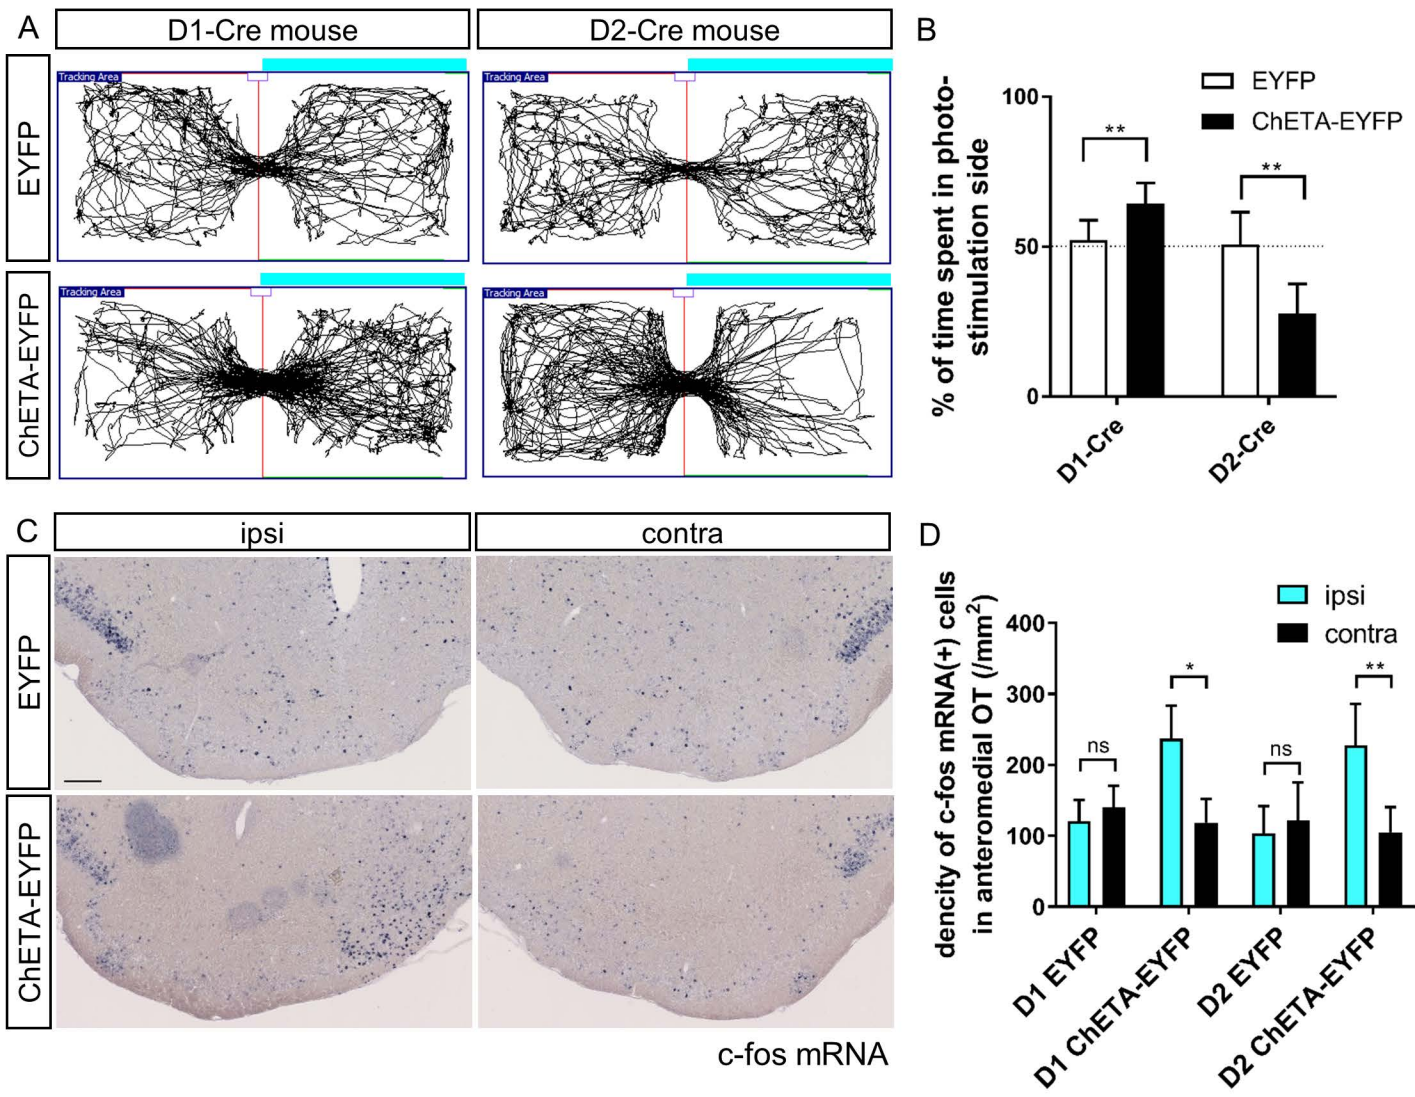 A
D1-Cre mouse
D2-Cre mouse
EYFP
Tracking Area
Tracking Area
ChETA-EYFP
Tracking Area
Tracking Area
B
EYFP
ChETA-EYFP
% of time spent in photo-
stimulation side
100
50
0
**
**
D1-Cre
D2-Cre
C
ipsi
contra
EYFP
ChETA-EYFP
c-fos mRNA
D
ipsi
contra
dencity of c-fos mRNA(+) cells
in anteromedial OT (/mm²)
400
300
200
100
0
ns
*
ns
**
D1 EYFP
D1 ChETA-EYFP
D2 EYFP
D2 ChETA-EYFP